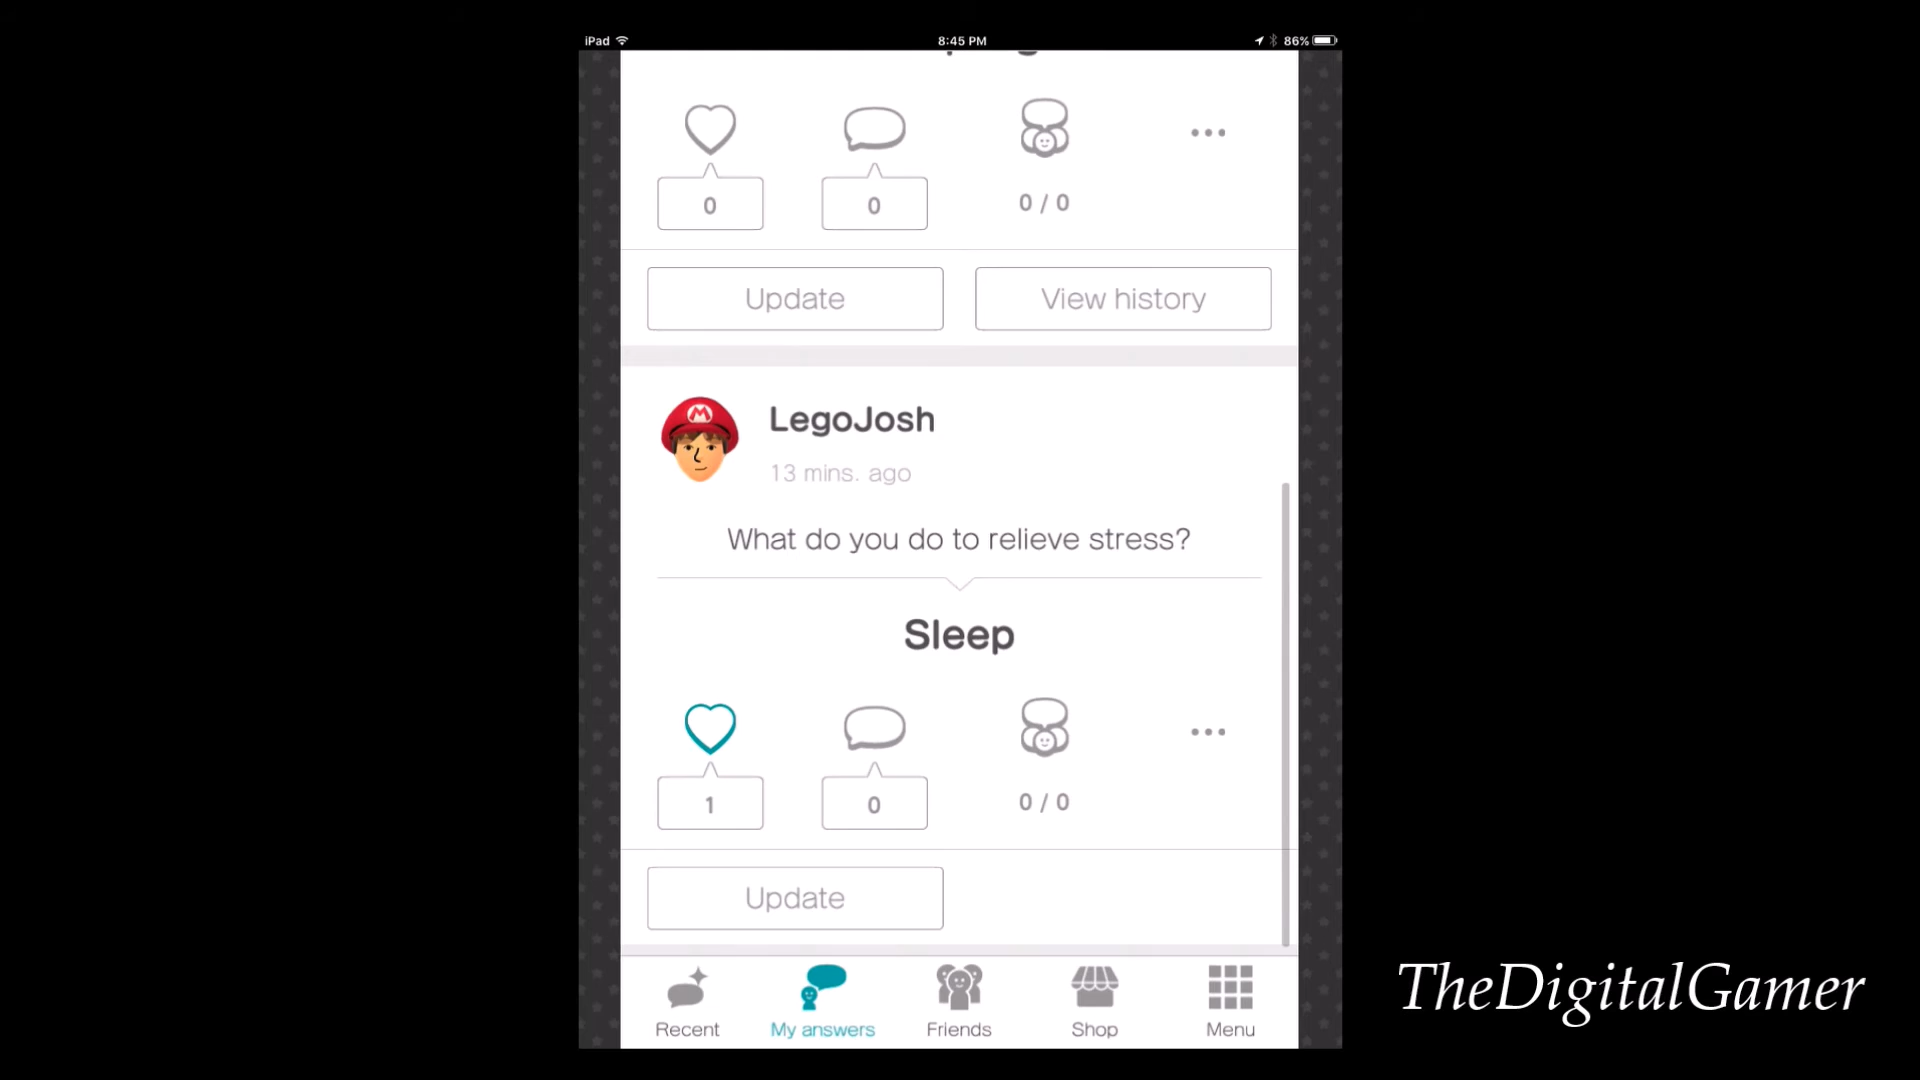 iPad 8:45 PM 86%
0 0 0 / 0
Update View history
LegoJosh
13 mins. ago
What do you do to relieve stress?
Sleep
1 0 0 / 0
Update
Recent My answers Friends Shop Menu
TheDigitalGamer